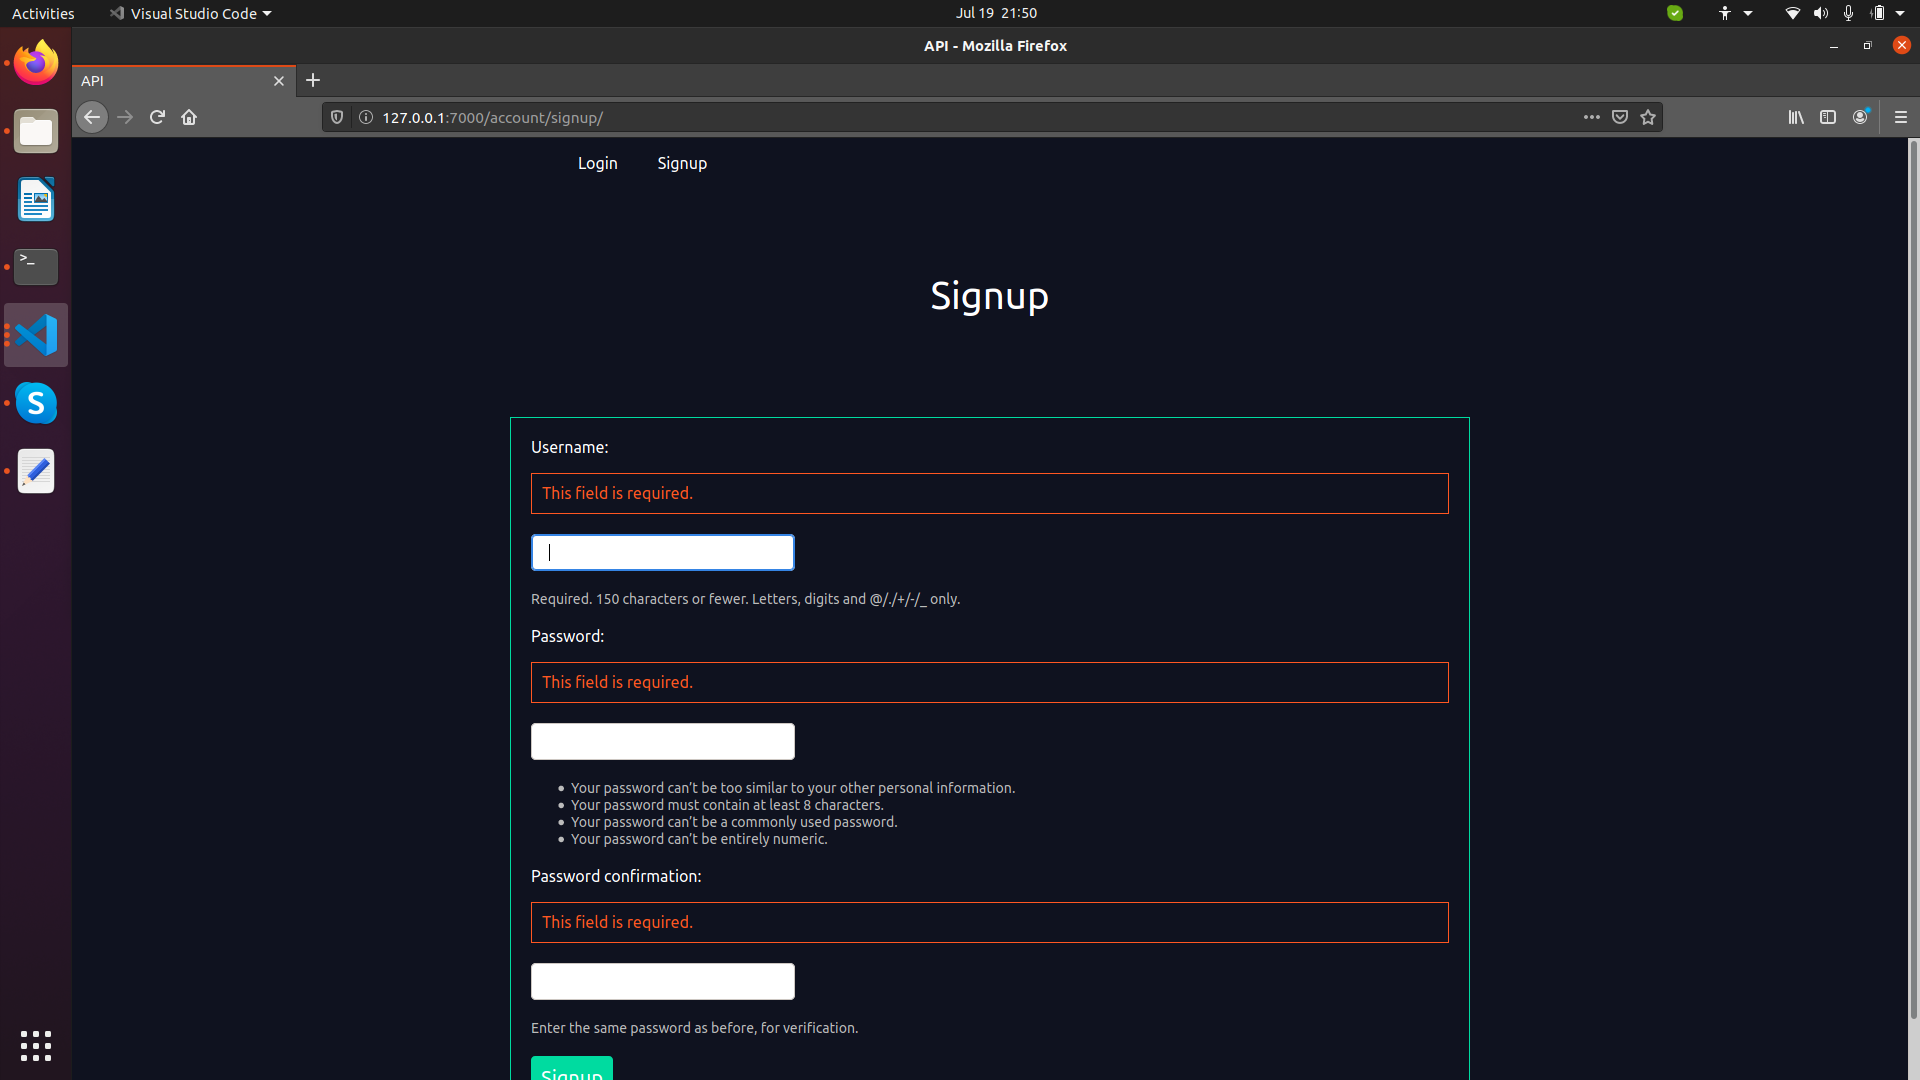 Activities
Visual Studio Code
Jul 19 21:50
API - Mozilla Firefox
API
127.0.0.1:7000/account/signup/
Login
Signup
Signup
Username:
This field is required.
Required. 150 characters or fewer. Letters, digits and @/./+/-/_ only.
Password:
This field is required.
Your password can’t be too similar to your other personal information.
Your password must contain at least 8 characters.
Your password can’t be a commonly used password.
Your password can’t be entirely numeric.
Password confirmation:
This field is required.
Enter the same password as before, for verification.
Signup